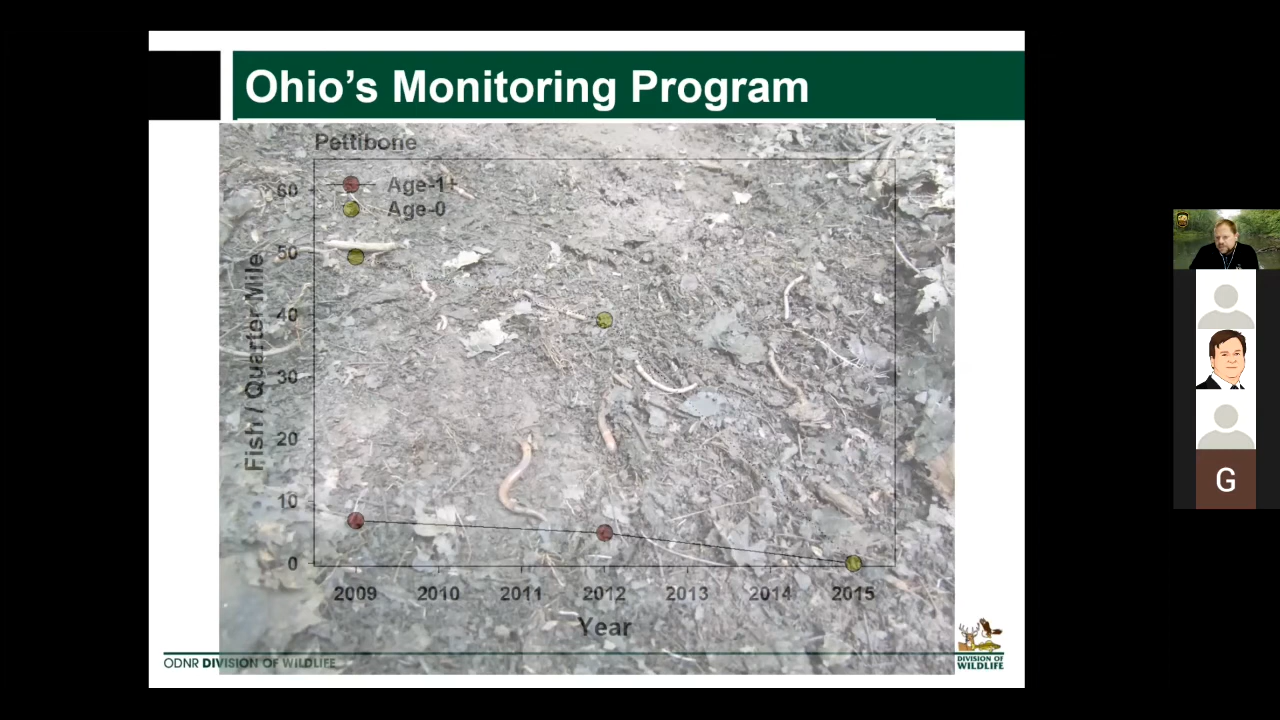 Ohio's Monitoring Program
Pettibone
Age-1+
Age-0
60
50
40
30
20
10
0
Fish / Quarter Mile
2009 2010 2011 2012 2013 2014 2015
Year
ODNR DIVISION OF WILDLIFE
DIVISION OF
WILDLIFE
G